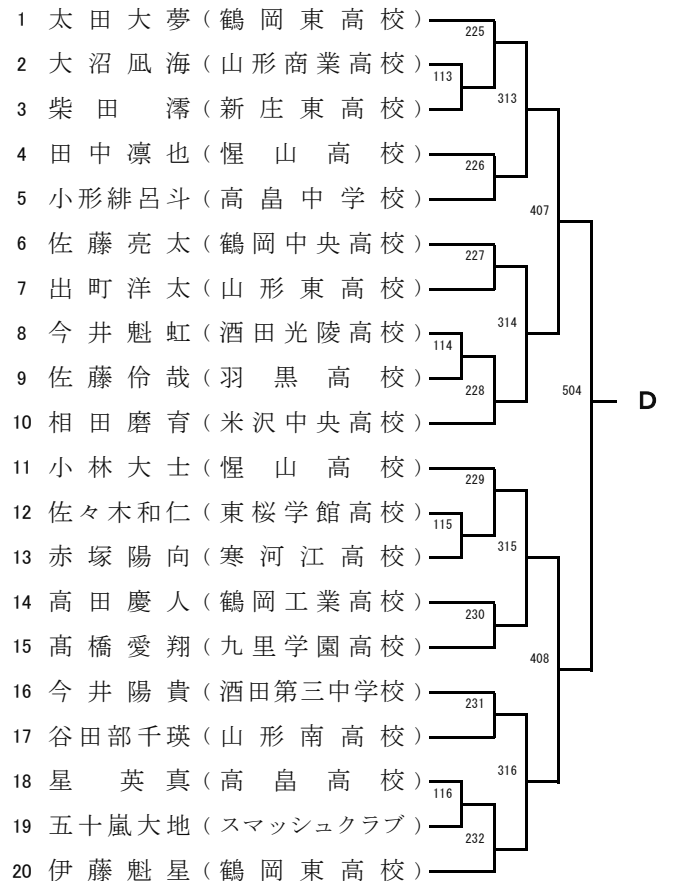 1 太田大夢(鶴岡東高校)
225
2 大沼凪海(山形商業高校)
113
3 柴田 澪(新庄東高校)
313
4 田中凛也(惺山高校)
226
5 小形緋呂斗(高畠中学校)
407
6 佐藤亮太(鶴岡中央高校)
227
7 出町洋太(山形東高校)
314
8 今井魁虹(酒田光陵高校)
114
9 佐藤伶哉(羽黒高校)
228
504
D
10 相田磨育(米沢中央高校)
11 小林大士(惺山高校)
229
12 佐々木和仁(東桜学館高校)
115
315
13 赤塚陽向(寒河江高校)
14 高田慶人(鶴岡工業高校)
230
15 髙橋愛翔(九里学園高校)
408
16 今井陽貴(酒田第三中学校)
231
17 谷田部千瑛(山形南高校)
316
18 星 英真(高畠高校)
116
19 五十嵐大地(スマッシュクラブ)
232
20 伊藤魁星(鶴岡東高校)